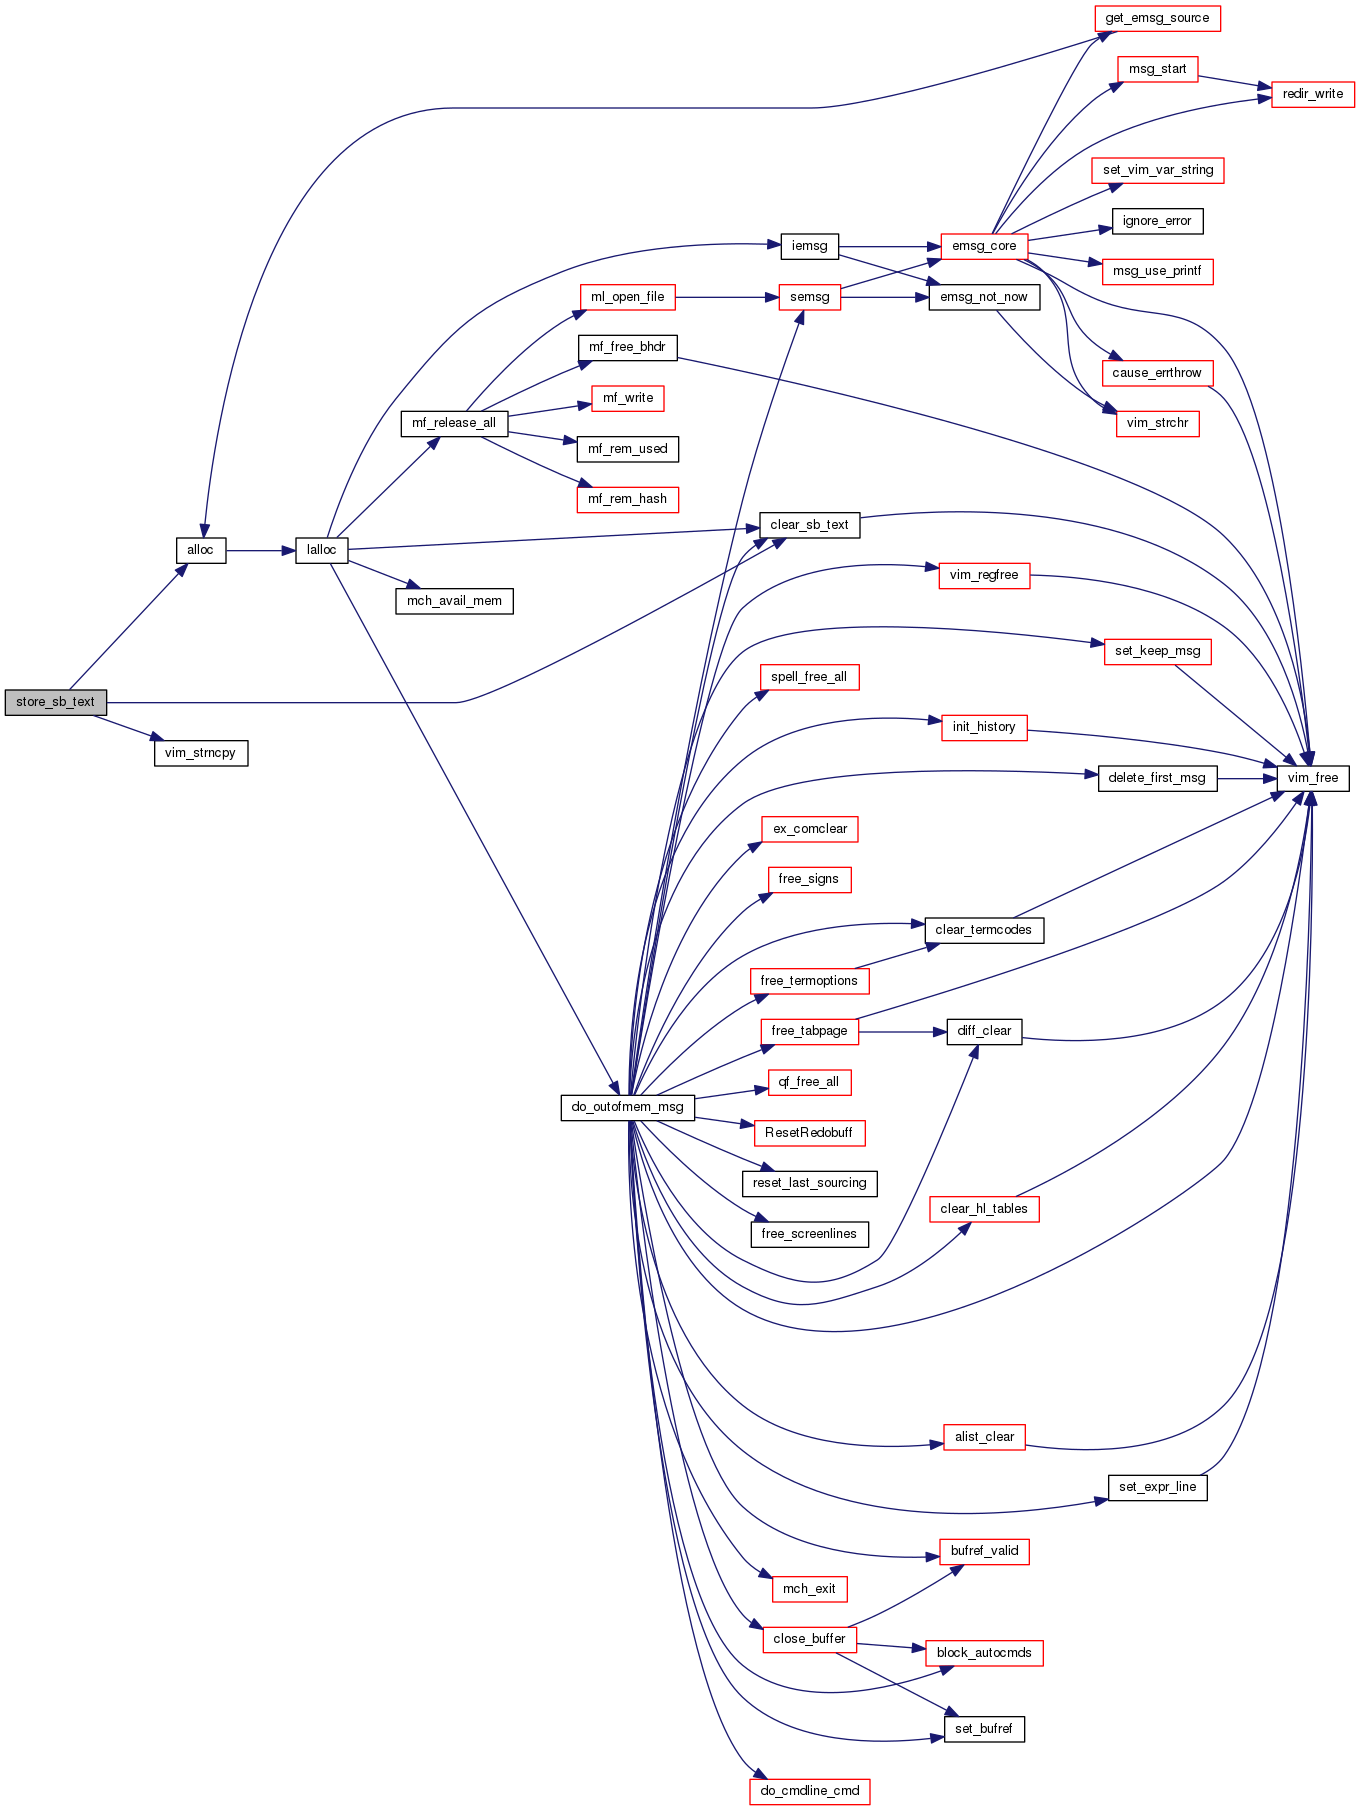 get_emsg_source
msg_start
redir_write
set_vim_var_string
ignore_error
iemsg
emsg_core
msg_use_printf
ml_open_file
semsg
emsg_not_now
mf_free_bhdr
cause_errthrow
mf_write
mf_release_all
vim_strchr
mf_rem_used
mf_rem_hash
clear_sb_text
alloc
lalloc
vim_regfree
mch_avail_mem
set_keep_msg
spell_free_all
store_sb_text
init_history
vim_strncpy
delete_first_msg
vim_free
ex_comclear
free_signs
clear_termcodes
free_termoptions
free_tabpage
diff_clear
qf_free_all
do_outofmem_msg
ResetRedobuff
reset_last_sourcing
clear_hl_tables
free_screenlines
alist_clear
set_expr_line
bufref_valid
mch_exit
close_buffer
block_autocmds
set_bufref
do_cmdline_cmd